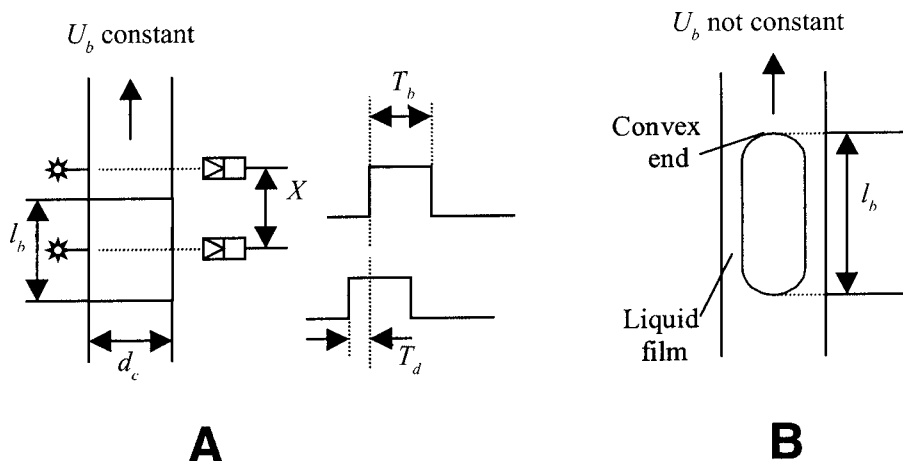 U_b constant
T_b
X
l_b
d_c
T_d
A
U_b not constant
Convex
end
l_b
Liquid
film
B